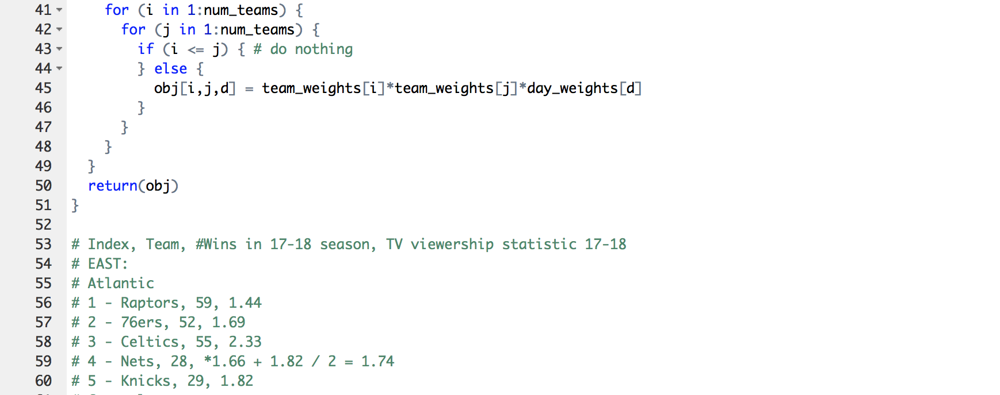 41 for (i in 1:num_teams) {
42 for (j in 1:num_teams) {
43 if (i <= j) { # do nothing
44 } else {
45 obj[i,j,d] = team_weights[i]*team_weights[j]*day_weights[d]
46 }
47 }
48 }
49 }
50 return(obj)
51 }
52
53 # Index, Team, #Wins in 17-18 season, TV viewership statistic 17-18
54 # EAST:
55 # Atlantic
56 # 1 - Raptors, 59, 1.44
57 # 2 - 76ers, 52, 1.69
58 # 3 - Celtics, 55, 2.33
59 # 4 - Nets, 28, *1.66 + 1.82 / 2 = 1.74
60 # 5 - Knicks, 29, 1.82